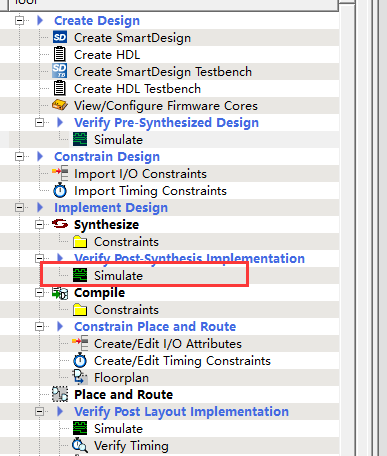 Tool
Create Design
SD Create SmartDesign
Create HDL
SD Create SmartDesign Testbench
Create HDL Testbench
View/Configure Firmware Cores
Verify Pre-Synthesized Design
Simulate
Constrain Design
Import I/O Constraints
Import Timing Constraints
Implement Design
Synthesize
Constraints
Verify Post-Synthesis Implementation
Simulate
Compile
Constraints
Constrain Place and Route
Create/Edit I/O Attributes
Create/Edit Timing Constraints
Floorplan
Place and Route
Verify Post Layout Implementation
Simulate
Verify Timing